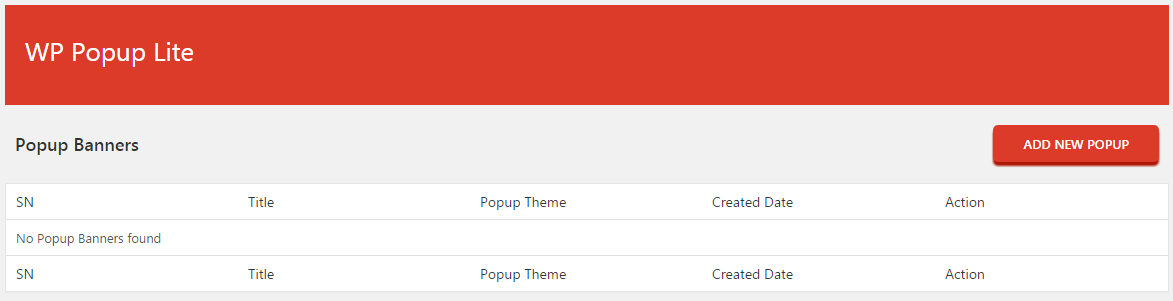 WP Popup Lite
Popup Banners ADD NEW POPUP
SN Title Popup Theme Created Date Action
No Popup Banners found
SN Title Popup Theme Created Date Action